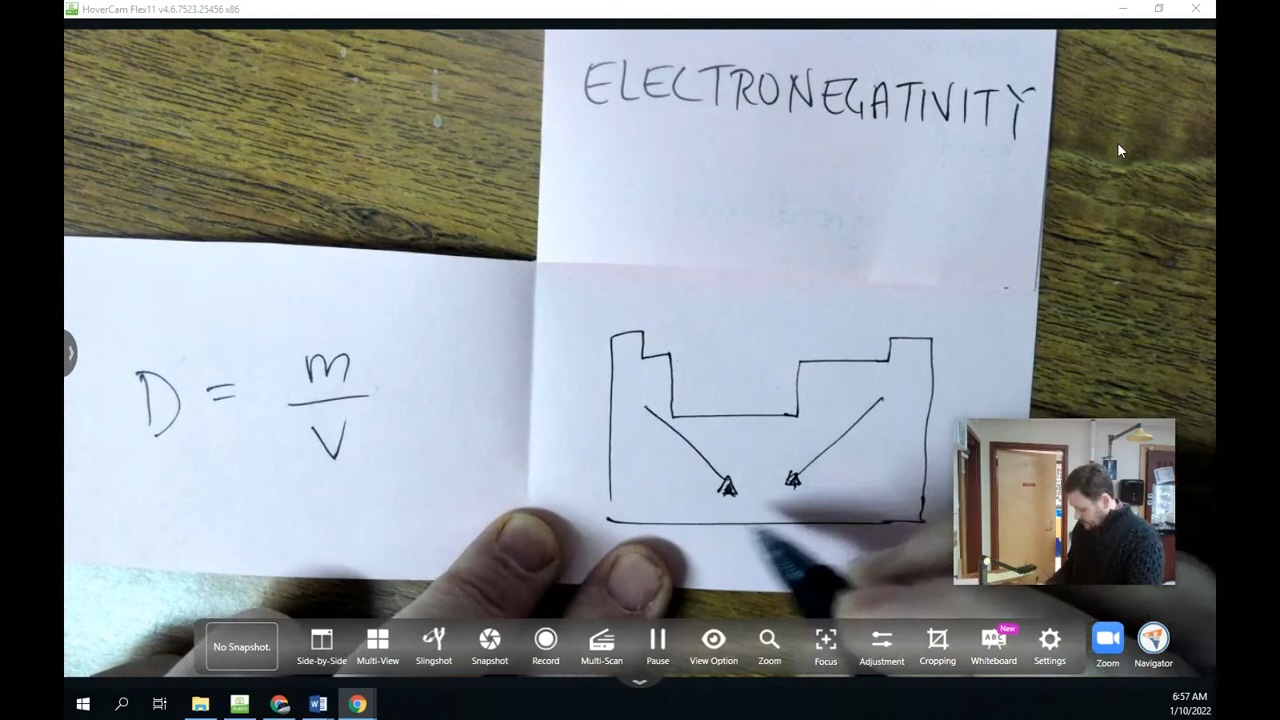 HoverCam Flex11 v4.6.7523.25456 x86
ELECTRONEGATIVITY
D = m
V
No Snapshot.
Side-by-Side
Multi-View
Slingshot
Snapshot
Record
Multi-Scan
Pause
View Option
Zoom
Focus
Adjustment
Cropping
New
ABC
Whiteboard
Settings
Zoom
Navigator
6:57 AM
1/10/2022